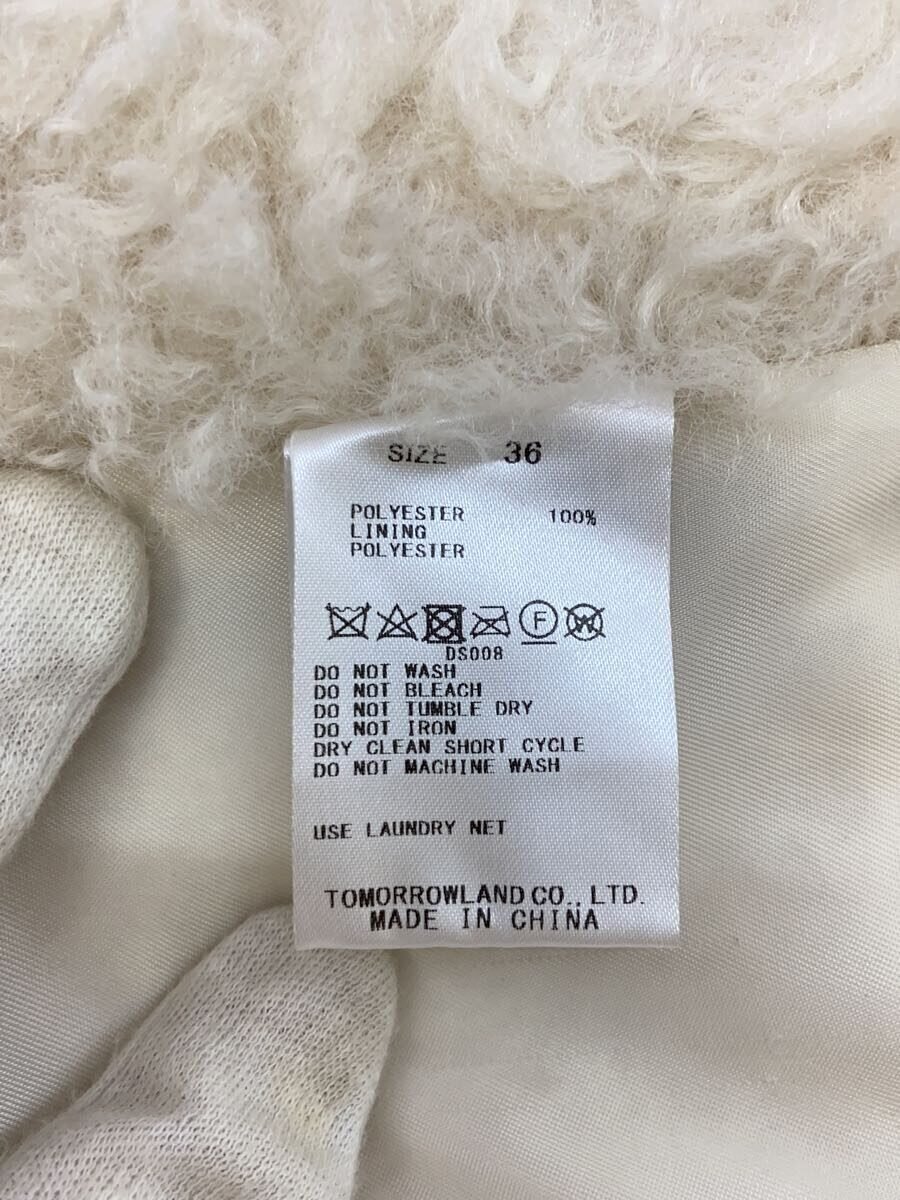 SIZE 36
POLYESTER 100%
LINING
POLYESTER
F W
DS008
DO NOT WASH
DO NOT BLEACH
DO NOT TUMBLE DRY
DO NOT IRON
DRY CLEAN SHORT CYCLE
DO NOT MACHINE WASH
USE LAUNDRY NET
TOMORROWLAND CO., LTD.
MADE IN CHINA